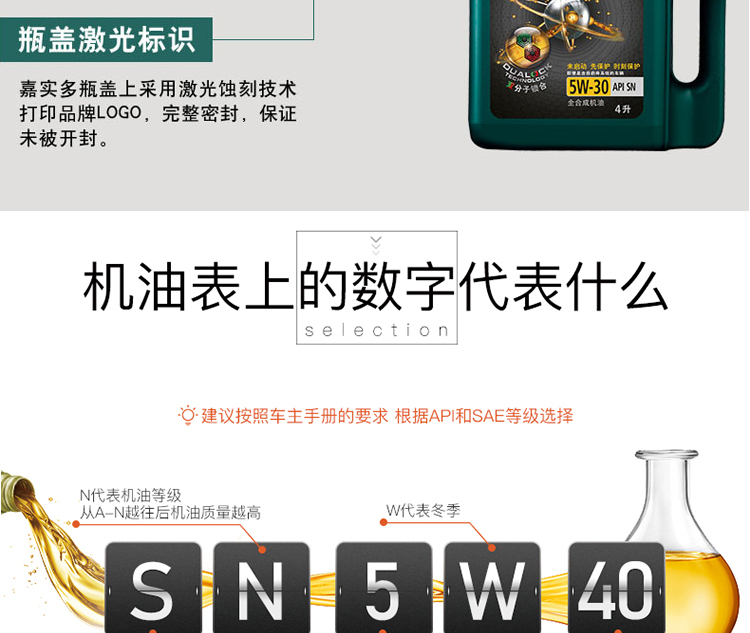 瓶盖激光标识
嘉实多瓶盖上采用激光蚀刻技术
打印品牌LOGO，完整密封，保证
未被开封。
DUALOCK
TECHNOLOGY
双分子锁合
未启动 先保护 时刻保护
5W-30 API SN
全合成机油
4升
机油表上的数字代表什么
selection
建议按照车主手册的要求 根据API和SAE等级选择
N代表机油等级
从A-N越往后机油质量越高
W代表冬季
S N 5 W 40